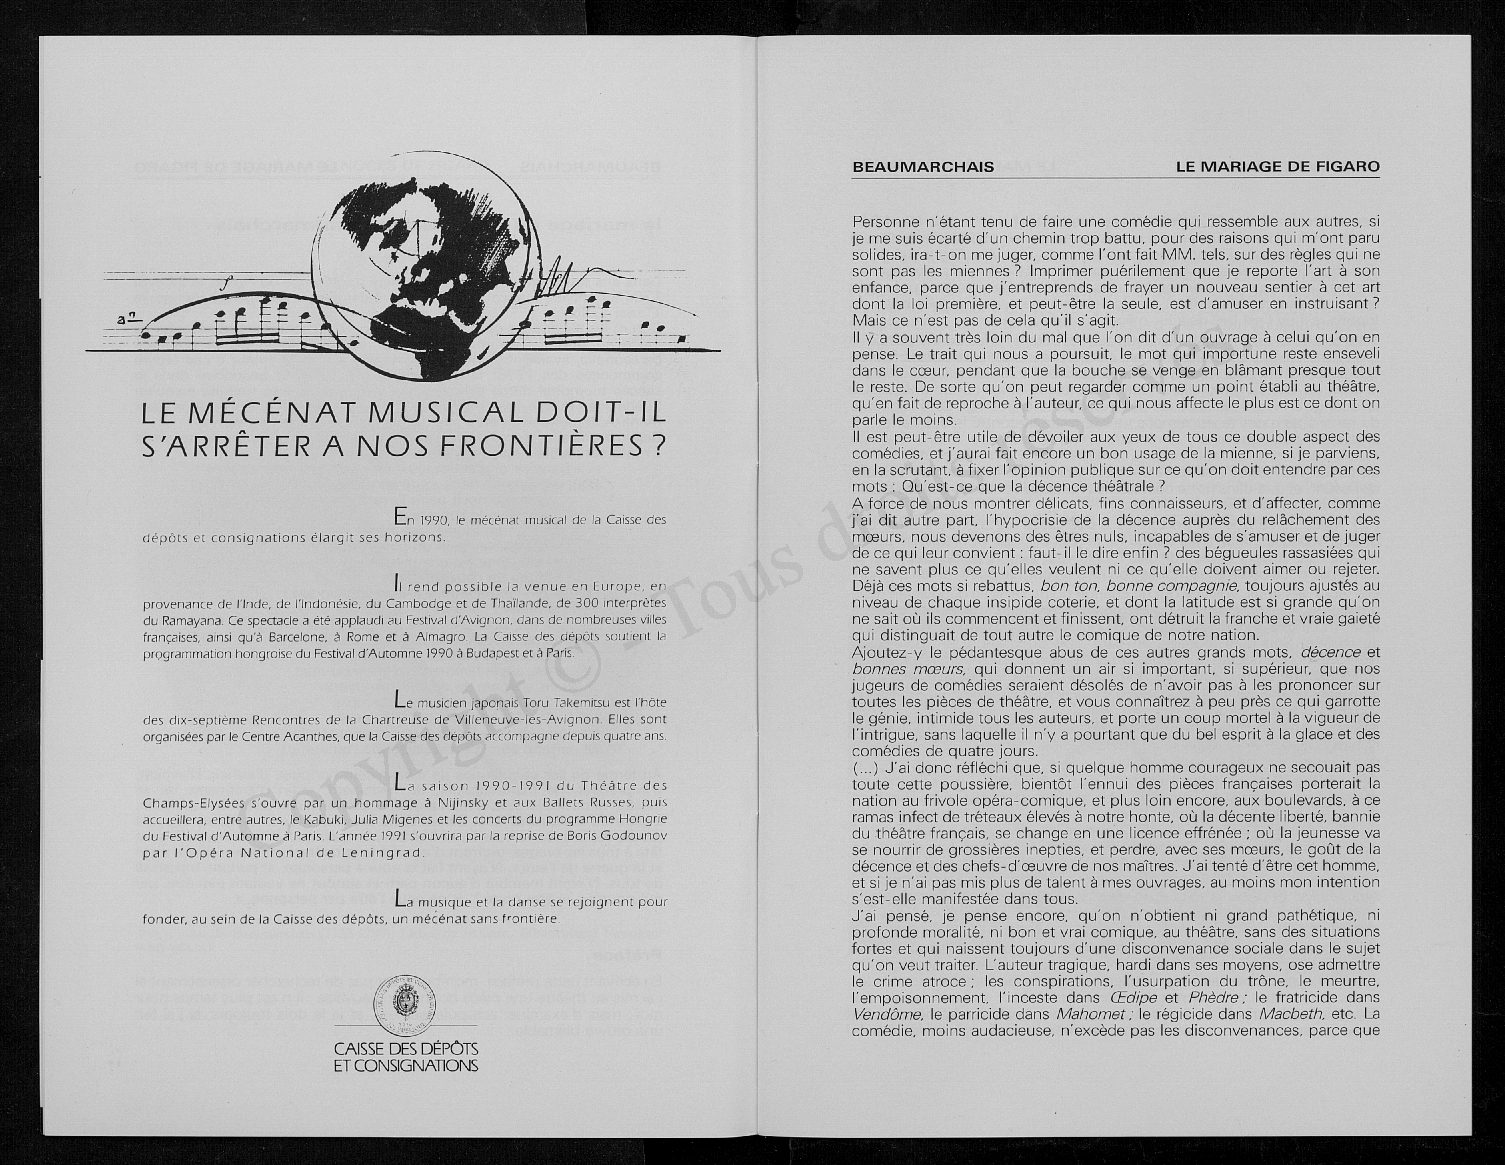 LE MÉCÉNAT MUSICAL DOIT-IL
S'ARRÊTER A NOS FRONTIÈRES ?
En 1990, le mécénat musical de la Caisse des
dépôts et consignations élargit ses horizons.
Il rend possible la venue en Europe, en
provenance de l'Inde, de l'Indonésie, du Cambodge et de Thaïlande, de 300 interprètes
du Ramayana. Ce spectacle a été applaudi au Festival d'Avignon, dans de nombreuses villes
françaises, ainsi qu'à Barcelone, à Rome et à Almagro. La Caisse des dépôts soutient la
programmation hongroise du Festival d'Automne 1990 à Budapest et à Paris.
Le musicien japonais Toru Takemitsu est l'hôte
des dix-septième Rencontres de la Chartreuse de Villeneuve-lès-Avignon. Elles sont
organisées par le Centre Acanthes, que la Caisse des dépôts accompagne depuis quatre ans.
La saison 1990-1991 du Théâtre des
Champs-Elysées s'ouvre par un hommage à Nijinsky et aux Ballets Russes, puis
accueillera, entre autres, le Kabuki, Julia Migenes et les concerts du programme Hongrie
du Festival d'Automne à Paris. L'année 1991 s'ouvrira par la reprise de Boris Godounov
par l'Opéra National de Leningrad.
La musique et la danse se rejoignent pour
fonder, au sein de la Caisse des dépôts, un mécénat sans frontière.
CAISSE DES DÉPÔTS
ET CONSIGNATIONS
BEAUMARCHAIS LE MARIAGE DE FIGARO
Personne n'étant tenu de faire une comédie qui ressemble aux autres, si
je me suis écarté d'un chemin trop battu, pour des raisons qui m'ont paru
solides, ira-t-on me juger, comme l'ont fait MM. tels, sur des règles qui ne
sont pas les miennes ? Imprimer puérilement que je reporte l'art à son
enfance, parce que j'entreprends de frayer un nouveau sentier à cet art
dont la loi première, et peut-être la seule, est d'amuser en instruisant ?
Mais ce n'est pas de cela qu'il s'agit.
Il y a souvent très loin du mal que l'on dit d'un ouvrage à celui qu'on en
pense. Le trait qui nous a poursuit, le mot qui importune reste enseveli
dans le cœur, pendant que la bouche se venge en blâmant presque tout
le reste. De sorte qu'on peut regarder comme un point établi au théâtre,
qu'en fait de reproche à l'auteur, ce qui nous affecte le plus est ce dont on
parle le moins.
Il est peut-être utile de dévoiler aux yeux de tous ce double aspect des
comédies, et j'aurai fait encore un bon usage de la mienne, si je parviens,
en la scrutant, à fixer l'opinion publique sur ce qu'on doit entendre par ces
mots : Qu'est-ce que la décence théâtrale ?
A force de nous montrer délicats, fins connaisseurs, et d'affecter, comme
j'ai dit autre part, l'hypocrisie de la décence auprès du relâchement des
mœurs, nous devenons des êtres nuls, incapables de s'amuser et de juger
de ce qui leur convient : faut-il le dire enfin ? des bégueules rassasiées qui
ne savent plus ce qu'elles veulent ni ce qu'elle doivent aimer ou rejeter.
Déjà ces mots si rebattus, bon ton, bonne compagnie, toujours ajustés au
niveau de chaque insipide coterie, et dont la latitude est si grande qu'on
ne sait où ils commencent et finissent, ont détruit la franche et vraie gaieté
qui distinguait de tout autre le comique de notre nation.
Ajoutez-y le pédantesque abus de ces autres grands mots, décence et
bonnes mœurs, qui donnent un air si important, si supérieur, que nos
jugeurs de comédies seraient désolés de n'avoir pas à les prononcer sur
toutes les pièces de théâtre, et vous connaîtrez à peu près ce qui garrotte
le génie, intimide tous les auteurs, et porte un coup mortel à la vigueur de
l'intrigue, sans laquelle il n'y a pourtant que du bel esprit à la glace et des
comédies de quatre jours.
(...) J'ai donc réfléchi que, si quelque homme courageux ne secouait pas
toute cette poussière, bientôt l'ennui des pièces françaises porterait la
nation au frivole opéra-comique, et plus loin encore, aux boulevards, à ce
ramas infect de tréteaux élevés à notre honte, où la décente liberté, bannie
du théâtre français, se change en une licence effrénée ; où la jeunesse va
se nourrir de grossières inepties, et perdre, avec ses mœurs, le goût de la
décence et des chefs-d'œuvre de nos maîtres. J'ai tenté d'être cet homme,
et si je n'ai pas mis plus de talent à mes ouvrages, au moins mon intention
s'est-elle manifestée dans tous.
J'ai pensé, je pense encore, qu'on n'obtient ni grand pathétique, ni
profonde moralité, ni bon et vrai comique, au théâtre, sans des situations
fortes et qui naissent toujours d'une disconvenance sociale dans le sujet
qu'on veut traiter. L'auteur tragique, hardi dans ses moyens, ose admettre
le crime atroce ; les conspirations, l'usurpation du trône, le meurtre,
l'empoisonnement, l'inceste dans Œdipe et Phèdre ; le fratricide dans
Vendôme, le parricide dans Mahomet ; le régicide dans Macbeth, etc. La
comédie, moins audacieuse, n'excède pas les disconvenances, parce que
Copyright © Tous droits réservés